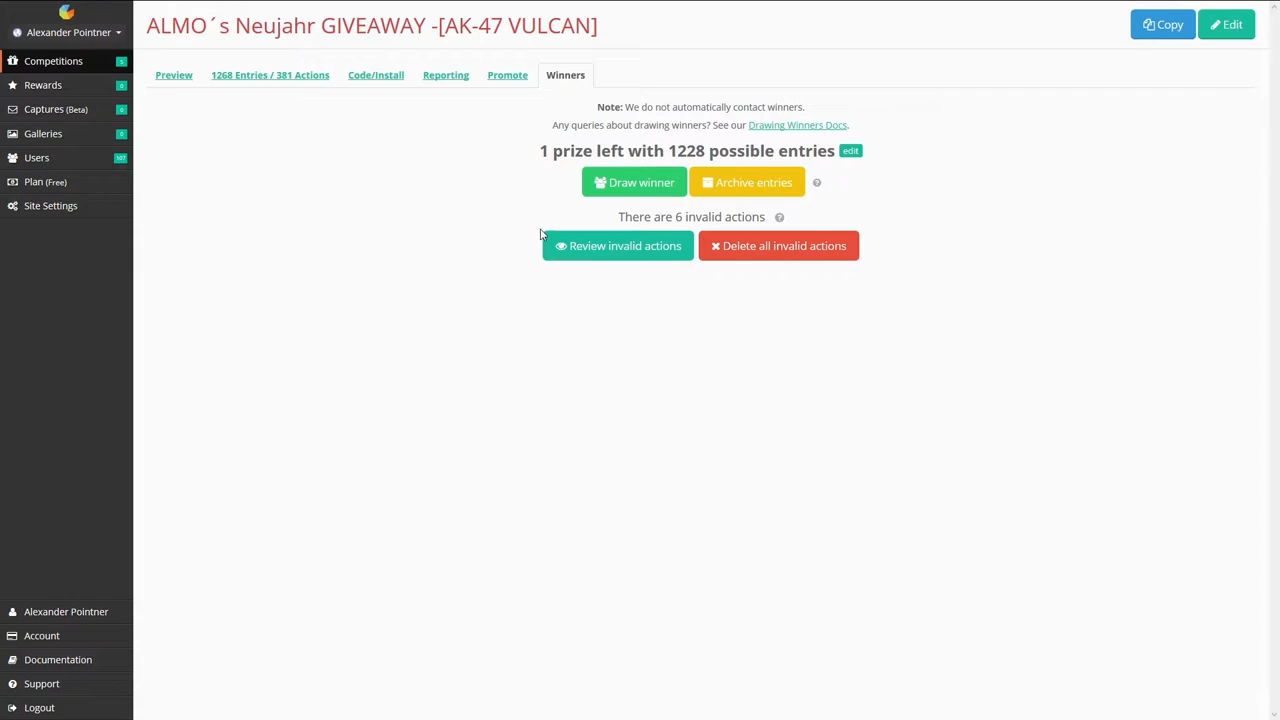 Alexander Pointner
Competitions 5
Rewards 0
Captures (Beta) 0
Galleries 0
Users 107
Plan (Free)
Site Settings
Alexander Pointner
Account
Documentation
Support
Logout
ALMO´s Neujahr GIVEAWAY -[AK-47 VULCAN]
Copy Edit
Preview 1268 Entries / 381 Actions Code/Install Reporting Promote Winners
Note: We do not automatically contact winners.
Any queries about drawing winners? See our Drawing Winners Docs.
1 prize left with 1228 possible entries edit
Draw winner Archive entries ?
There are 6 invalid actions ?
Review invalid actions Delete all invalid actions